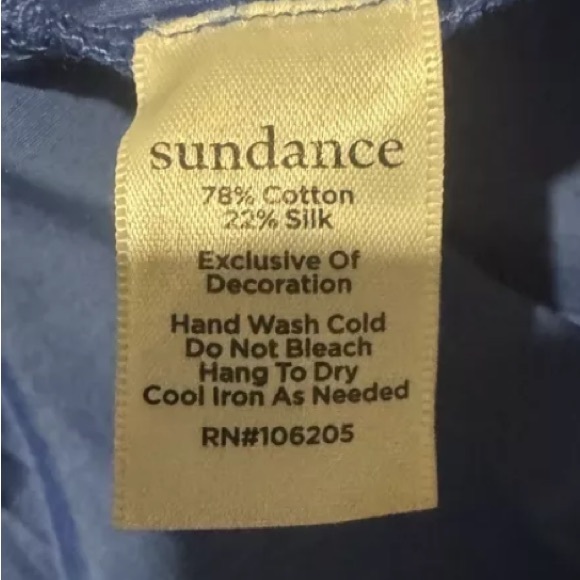 sundance
78% Cotton
22% Silk
Exclusive Of
Decoration
Hand Wash Cold
Do Not Bleach
Hang To Dry
Cool Iron As Needed
RN#106205